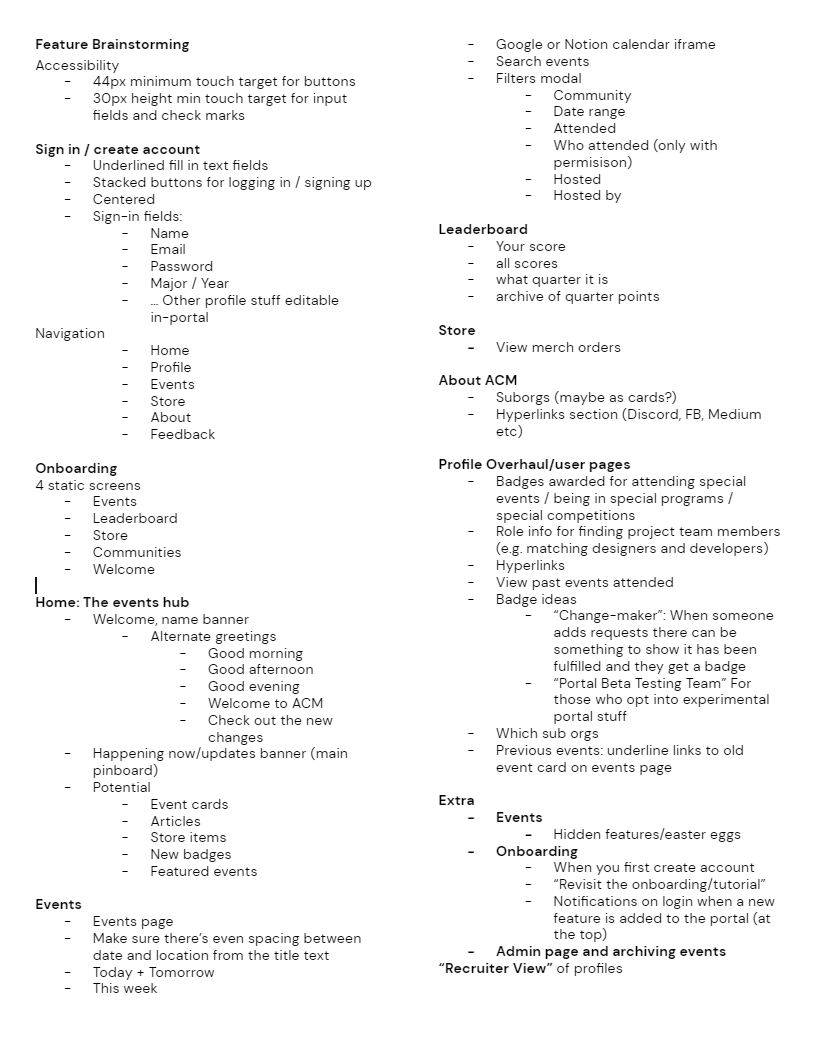 Feature Brainstorming
Accessibility
- 44px minimum touch target for buttons
- 30px height min touch target for input
fields and check marks
Sign in / create account
- Underlined fill in text fields
- Stacked buttons for logging in / signing up
- Centered
- Sign-in fields:
- Name
- Email
- Password
- Major / Year
- … Other profile stuff editable
in-portal
Navigation
- Home
- Profile
- Events
- Store
- About
- Feedback
Onboarding
4 static screens
- Events
- Leaderboard
- Store
- Communities
- Welcome
Home: The events hub
- Welcome, name banner
- Alternate greetings
- Good morning
- Good afternoon
- Good evening
- Welcome to ACM
- Check out the new
changes
- Happening now/updates banner (main
pinboard)
- Potential
- Event cards
- Articles
- Store items
- New badges
- Featured events
Events
- Events page
- Make sure there's even spacing between
date and location from the title text
- Today + Tomorrow
- This week
- Google or Notion calendar iframe
- Search events
- Filters modal
- Community
- Date range
- Attended
- Who attended (only with
permisison)
- Hosted
- Hosted by
Leaderboard
- Your score
- all scores
- what quarter it is
- archive of quarter points
Store
- View merch orders
About ACM
- Suborgs (maybe as cards?)
- Hyperlinks section (Discord, FB, Medium
etc)
Profile Overhaul/user pages
- Badges awarded for attending special
events / being in special programs /
special competitions
- Role info for finding project team members
(e.g. matching designers and developers)
- Hyperlinks
- View past events attended
- Badge ideas
- "Change-maker": When someone
adds requests there can be
something to show it has been
fulfilled and they get a badge
- "Portal Beta Testing Team" For
those who opt into experimental
portal stuff
- Which sub orgs
- Previous events: underline links to old
event card on events page
Extra
- Events
- Hidden features/easter eggs
- Onboarding
- When you first create account
- "Revisit the onboarding/tutorial"
- Notifications on login when a new
feature is added to the portal (at
the top)
- Admin page and archiving events
"Recruiter View" of profiles